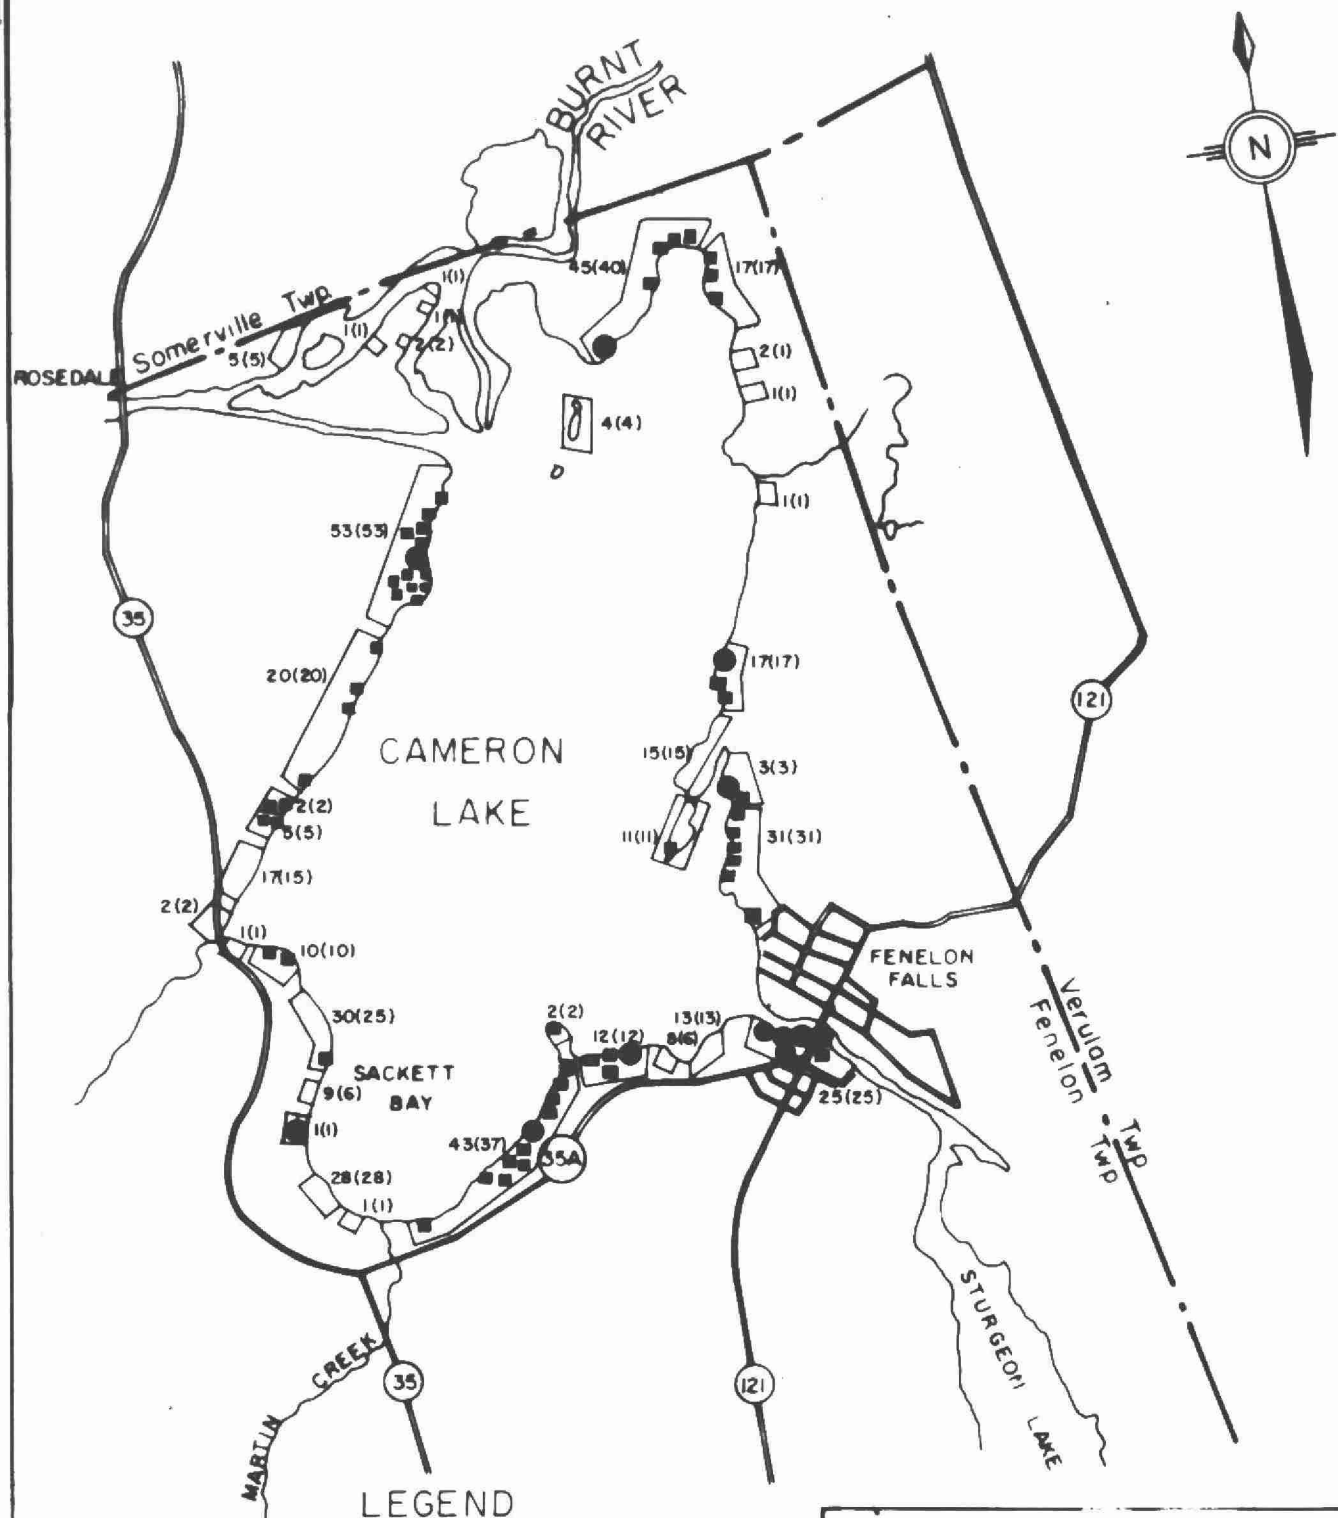 BURNT
RIVER
N
1(1)
45(40)
17(17)
Somerville Twp
1(1)
2(2)
5(5)
2(1)
ROSEDALE
1(1)
4(4)
1(1)
53(53)
35
17(17)
20(20)
121
CAMERON
LAKE
15(15)
3(3)
2(2)
5(5)
11(11)
31(31)
17(15)
2(2)
1(1)
10(10)
FENELON
FALLS
30(25)
2(2)
12(12)
13(13)
8(6)
Verulam Twp
Fenelon Twp
SACKETT
BAY
9(6)
25(25)
1(1)
43(37)
35A
28(28)
1(1)
STURGEON LAKE
MARTIN CREEK
35
121
LEGEND